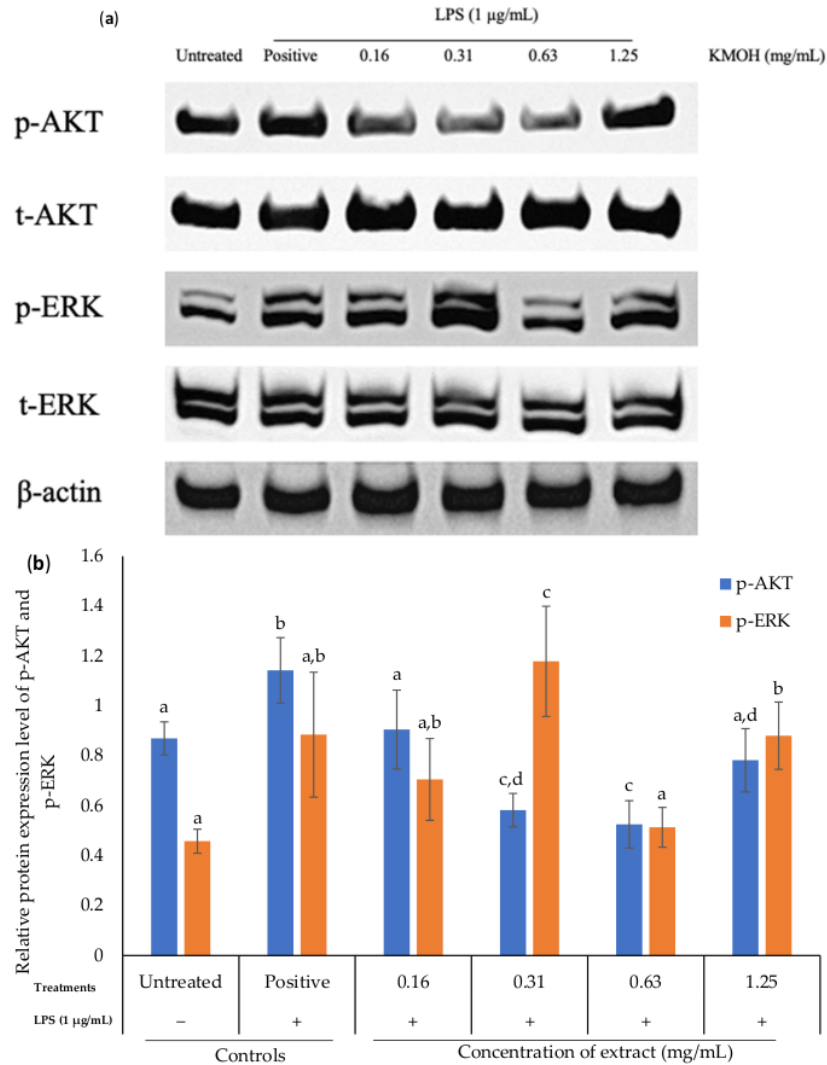 (a)
LPS (1 µg/mL)
Untreated Positive 0.16 0.31 0.63 1.25 KMOH (mg/mL)
p-AKT
t-AKT
p-ERK
t-ERK
β-actin
(b)
Relative protein expression level of p-AKT and
p-ERK
1.6
1.4
1.2
1
0.8
0.6
0.4
0.2
0
p-AKT
p-ERK
a
a
b
a,b
a
a,b
c,d
c
c
a
a,d
b
Treatments Untreated Positive 0.16 0.31 0.63 1.25
LPS (1 µg/mL) − + + + + +
Controls Concentration of extract (mg/mL)